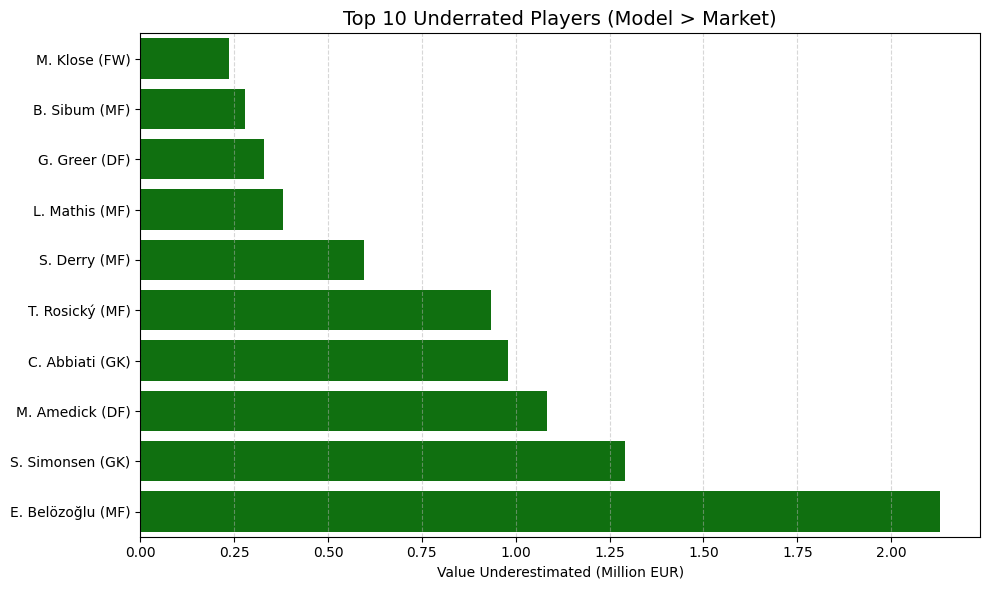 Top 10 Underrated Players (Model > Market)
M. Klose (FW)
B. Sibum (MF)
G. Greer (DF)
L. Mathis (MF)
S. Derry (MF)
T. Rosický (MF)
C. Abbiati (GK)
M. Amedick (DF)
S. Simonsen (GK)
E. Belözoğlu (MF)
0.00 0.25 0.50 0.75 1.00 1.25 1.50 1.75 2.00
Value Underestimated (Million EUR)